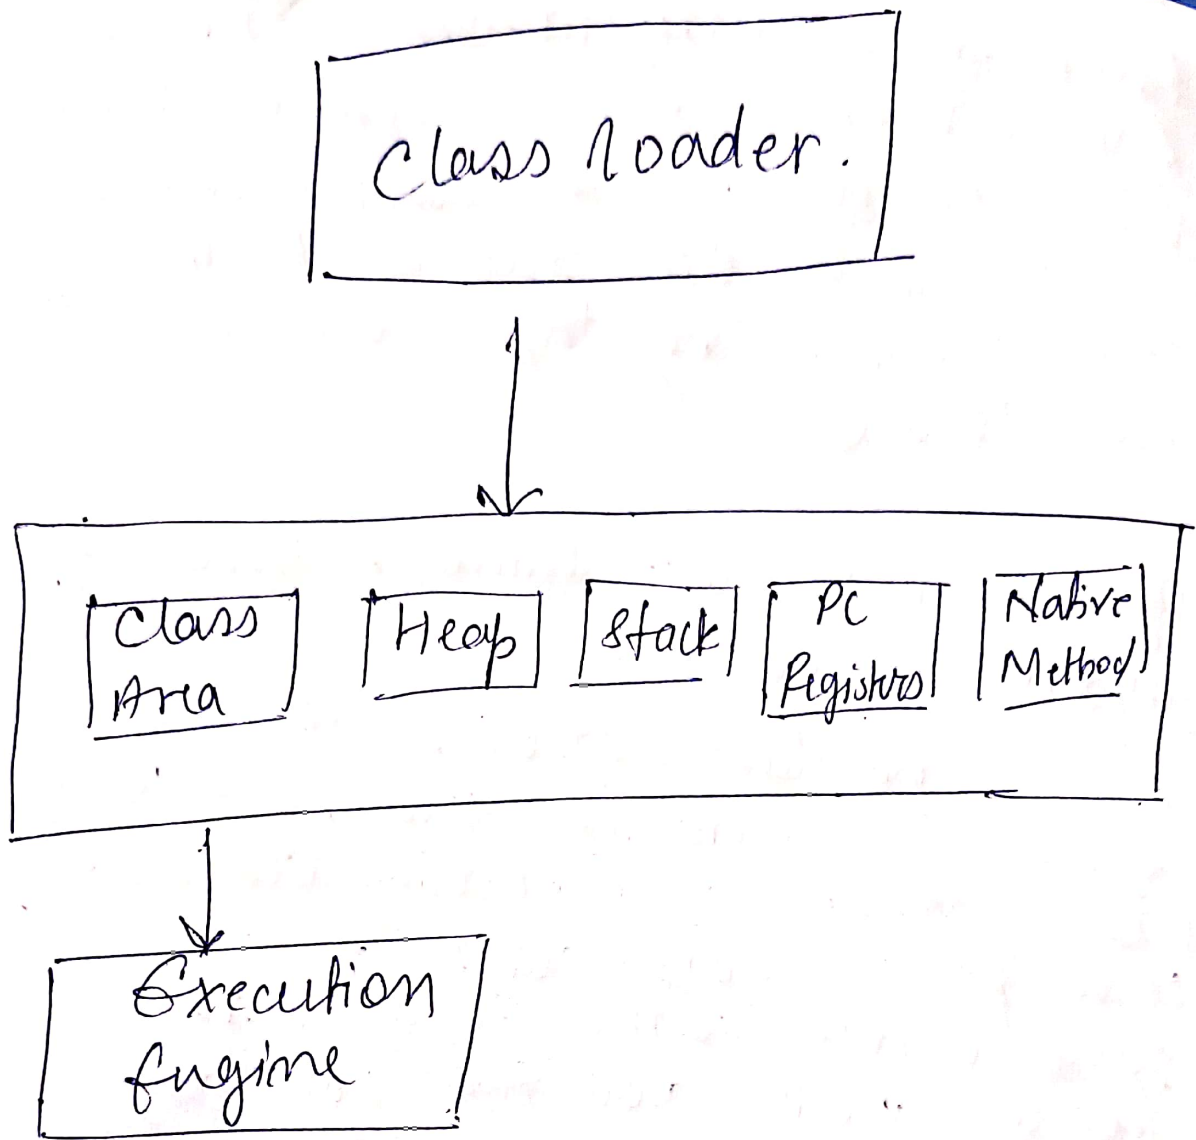 Class loader.
Class
Area
Heap
Stack
PC
Registers
Native
Method
Execution
Engine